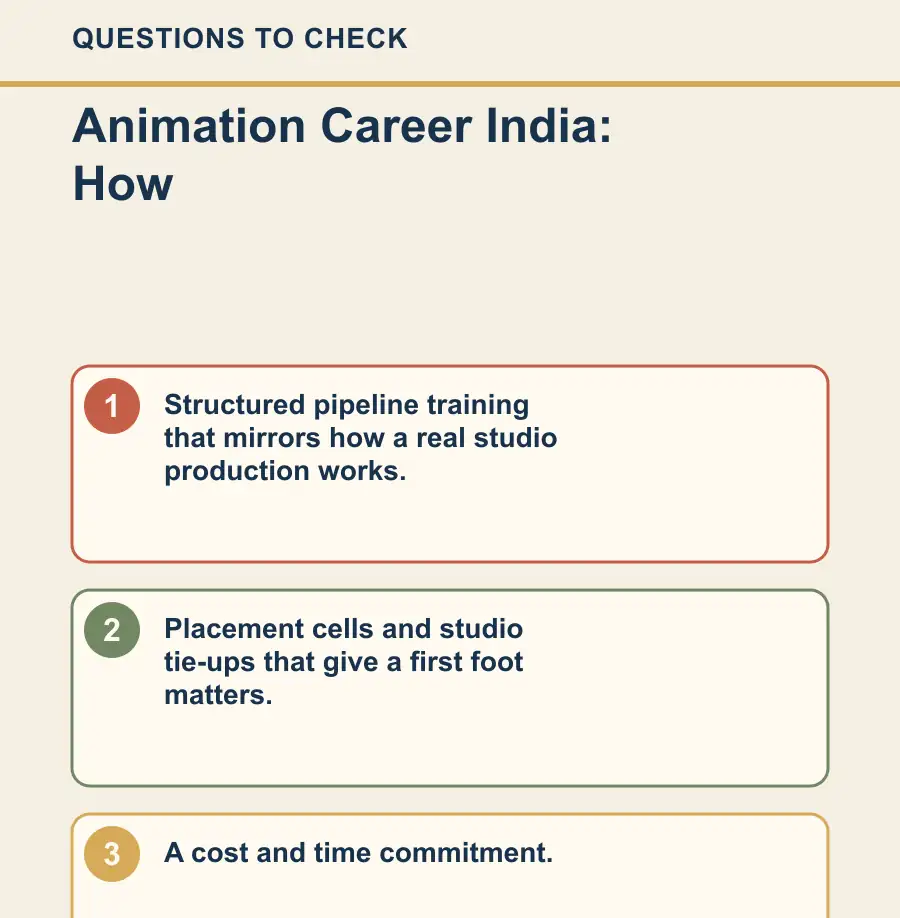 QUESTIONS TO CHECK
Animation Career India:
How
1
Structured pipeline training
that mirrors how a real studio
production works.
2
Placement cells and studio
tie-ups that give a first foot
matters.
3
A cost and time commitment.